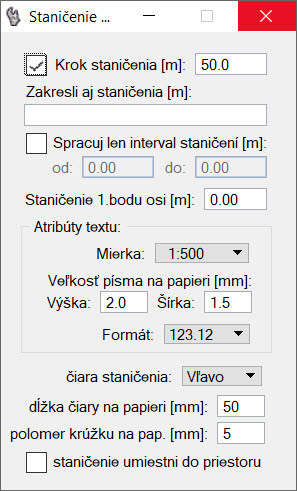 Staničenie ...
Krok staničenia [m]: 50.0
Zakresli aj staničenia [m]:
Spracuj len interval staničení [m]:
od: 0.00 do: 0.00
Staničenie 1.bodu osi [m]: 0.00
Atribúty textu:
Mierka: 1:500
Veľkosť písma na papieri [mm]:
Výška: 2.0 Šírka: 1.5
Formát: 123.12
čiara staničenia: Vľavo
dĺžka čiary na papieri [mm]: 50
polomer krúžku na pap. [mm]: 5
staničenie umiestni do priestoru